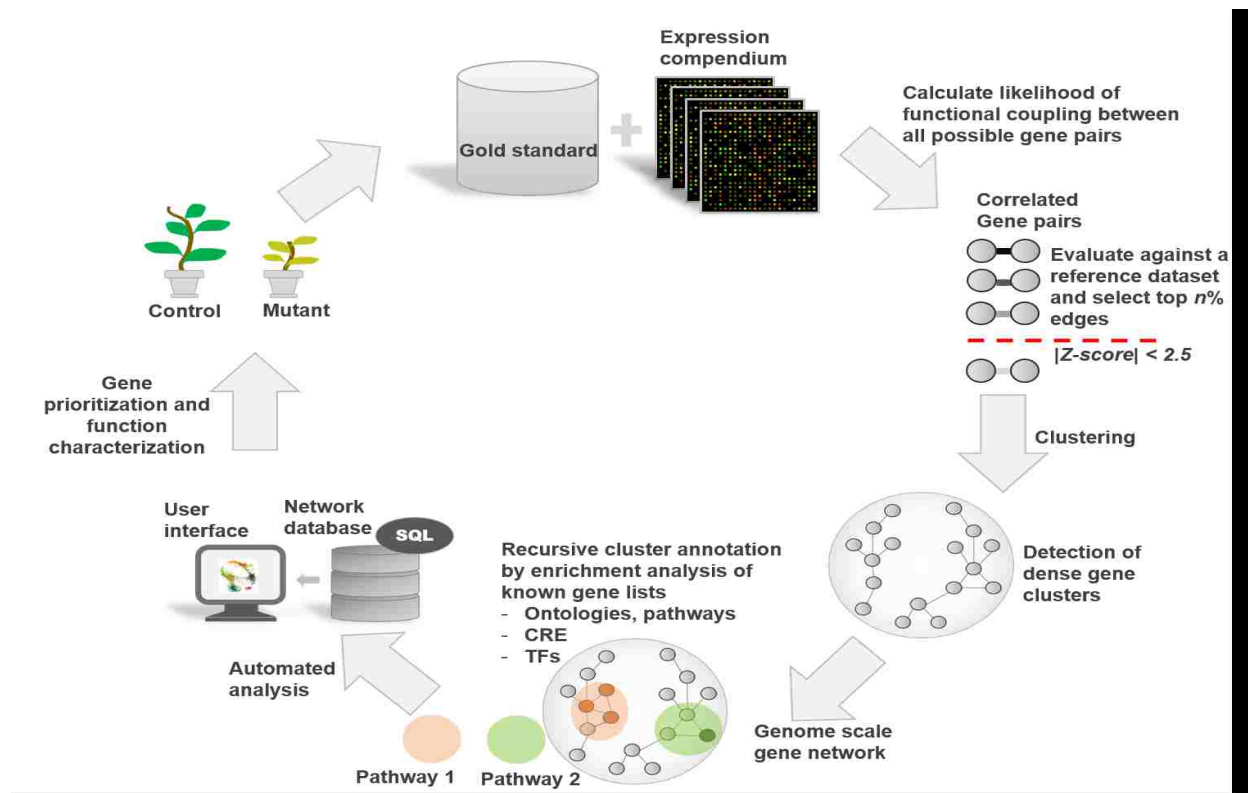 Expression
compendium
Gold standard
Calculate likelihood of
functional coupling between
all possible gene pairs
Correlated
Gene pairs
Evaluate against a
reference dataset
and select top n%
edges
|Z-score| < 2.5
Clustering
Detection of
dense gene
clusters
Genome scale
gene network
Recursive cluster annotation
by enrichment analysis of
known gene lists
- Ontologies, pathways
- CRE
- TFs
Pathway 1
Pathway 2
Automated
analysis
User
interface
Network
database
SQL
Gene
prioritization and
function
characterization
Control
Mutant